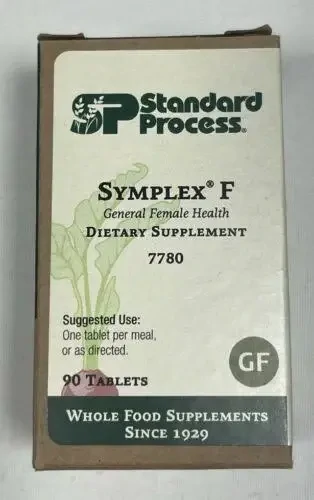 SP Standard
Process®
SYMPLEX® F
General Female Health
DIETARY SUPPLEMENT
7780
Suggested Use:
One tablet per meal,
or as directed.
GF
90 TABLETS
WHOLE FOOD SUPPLEMENTS
SINCE 1929